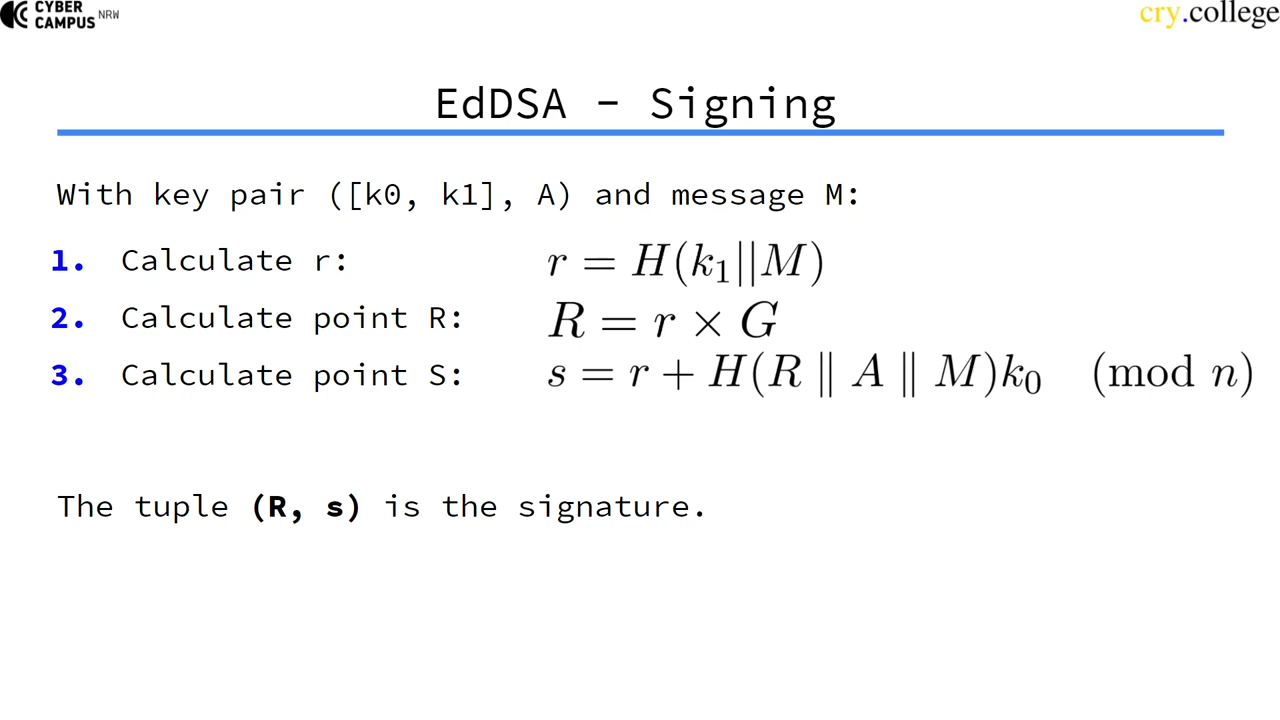 CYBER
CAMPUS NRW
cry.college
EdDSA - Signing
With key pair ([k0, k1], A) and message M:
1. Calculate r: r = H(k₁||M)
2. Calculate point R: R = r × G
3. Calculate point S: s = r + H(R ∥ A ∥ M)k₀ (mod n)
The tuple (R, s) is the signature.